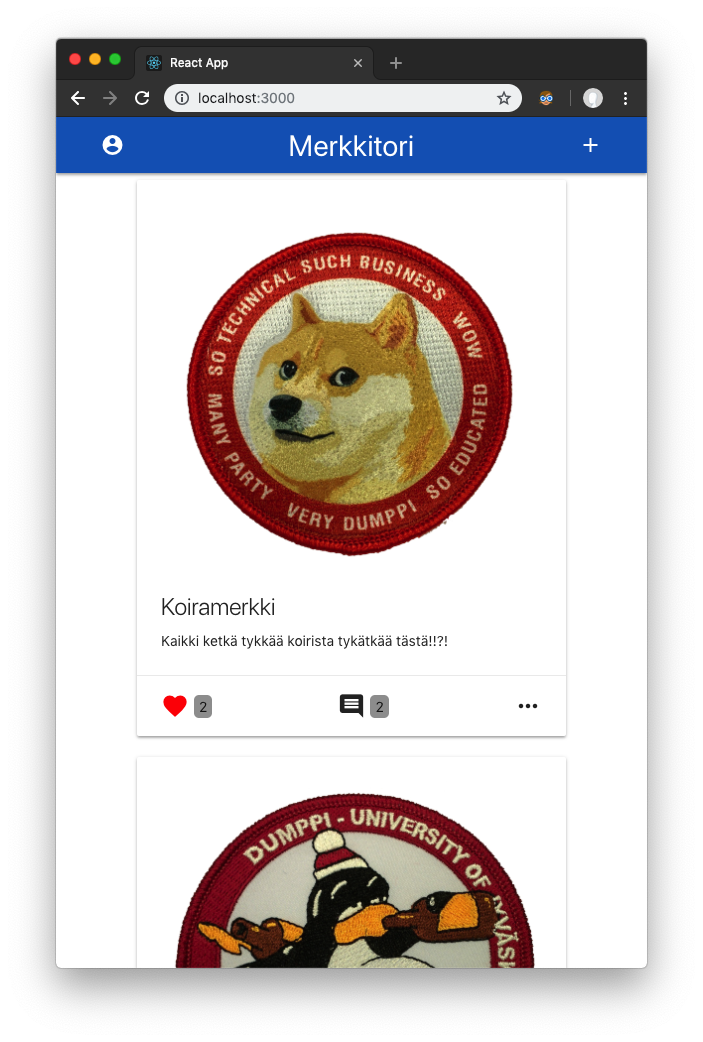 React App
localhost:3000
Merkkitori
SO TECHNICAL SUCH BUSINESS WOW
MANY PARTY VERY DUMPPI SO EDUCATED
Koiramerkki
Kaikki ketkä tykkää koirista tykätkää tästä!!?!
2
2
DUMPPI - UNIVERSITY OF